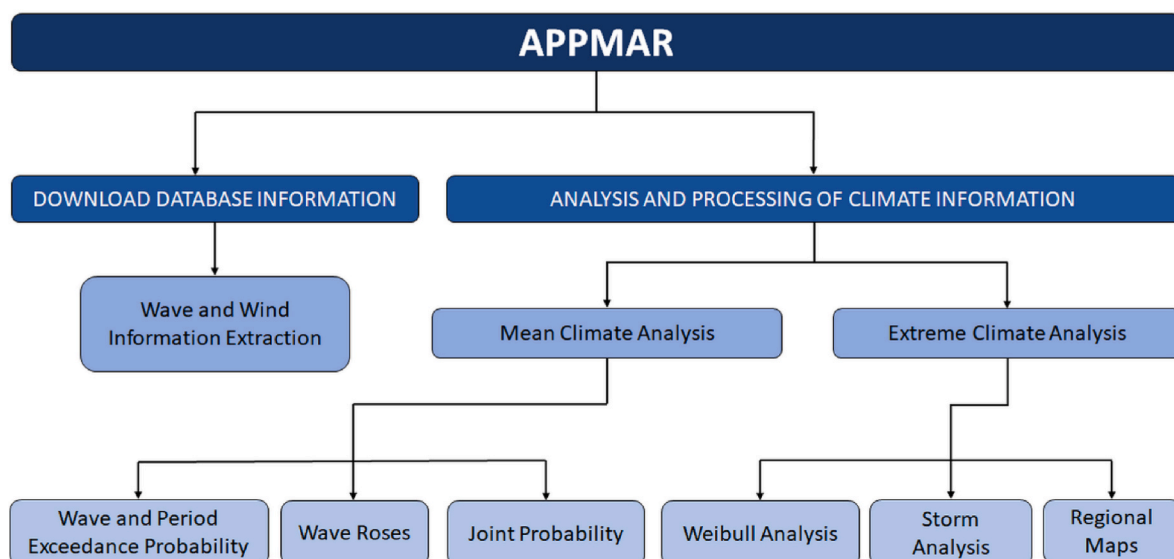 APPMAR
DOWNLOAD DATABASE INFORMATION
ANALYSIS AND PROCESSING OF CLIMATE INFORMATION
Wave and Wind
Information Extraction
Mean Climate Analysis
Extreme Climate Analysis
Wave and Period
Exceedance Probability
Wave Roses
Joint Probability
Weibull Analysis
Storm
Analysis
Regional
Maps